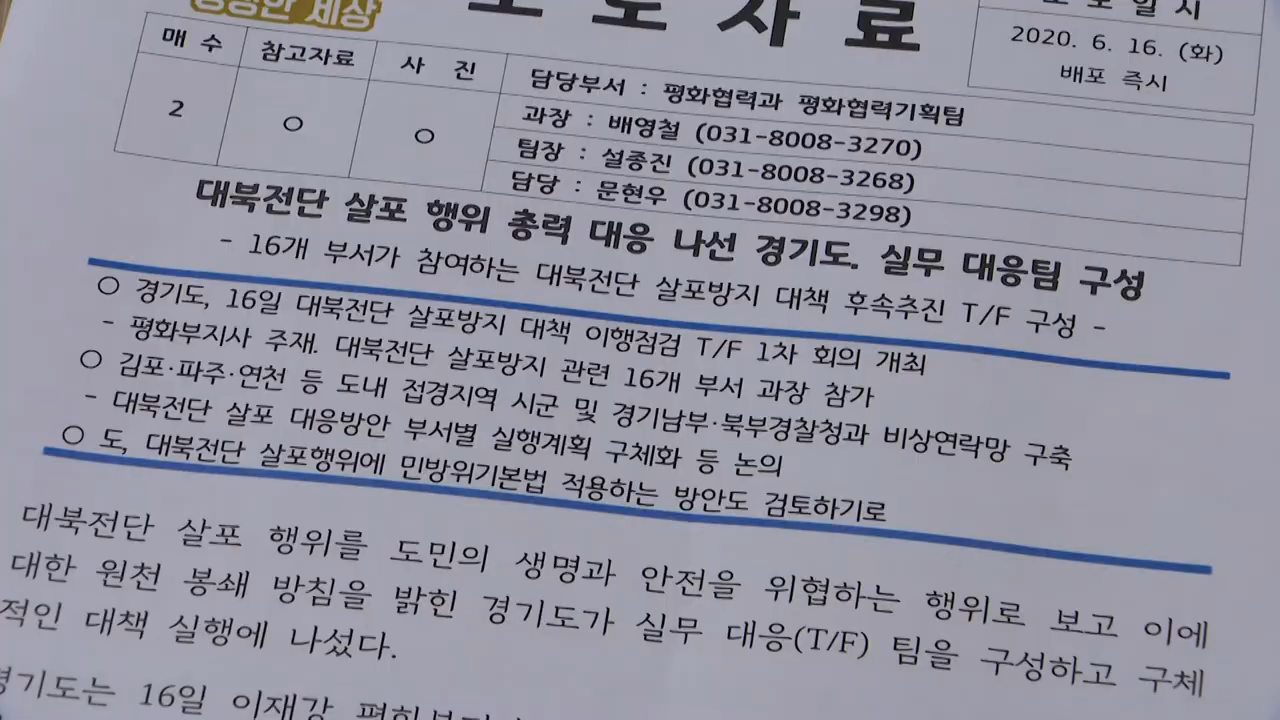 공정한 세상
보도자료
보도일시
2020. 6. 16. (화)
배포 즉시
매 수 참고자료 사 진
2 ○ ○
담당부서 : 평화협력과 평화협력기획팀
과장 : 배영철 (031-8008-3270)
팀장 : 설종진 (031-8008-3268)
담당 : 문현우 (031-8008-3298)
대북전단 살포 행위 총력 대응 나선 경기도. 실무 대응팀 구성
- 16개 부서가 참여하는 대북전단 살포방지 대책 후속추진 T/F 구성 -
○ 경기도, 16일 대북전단 살포방지 대책 이행점검 T/F 1차 회의 개최
- 평화부지사 주재. 대북전단 살포방지 관련 16개 부서 과장 참가
○ 김포·파주·연천 등 도내 접경지역 시군 및 경기남부·북부경찰청과 비상연락망 구축
- 대북전단 살포 대응방안 부서별 실행계획 구체화 등 논의
○ 도, 대북전단 살포행위에 민방위기본법 적용하는 방안도 검토하기로
대북전단 살포 행위를 도민의 생명과 안전을 위협하는 행위로 보고 이에
대한 원천 봉쇄 방침을 밝힌 경기도가 실무 대응(T/F) 팀을 구성하고 구체
적인 대책 실행에 나섰다.
경기도는 16일 이재강